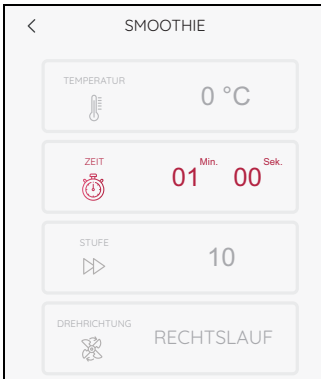 SMOOTHIE
TEMPERATUR
0 °C
ZEIT
01 Min. 00 Sek.
STUFE
10
DREHRICHTUNG
RECHTSLAUF